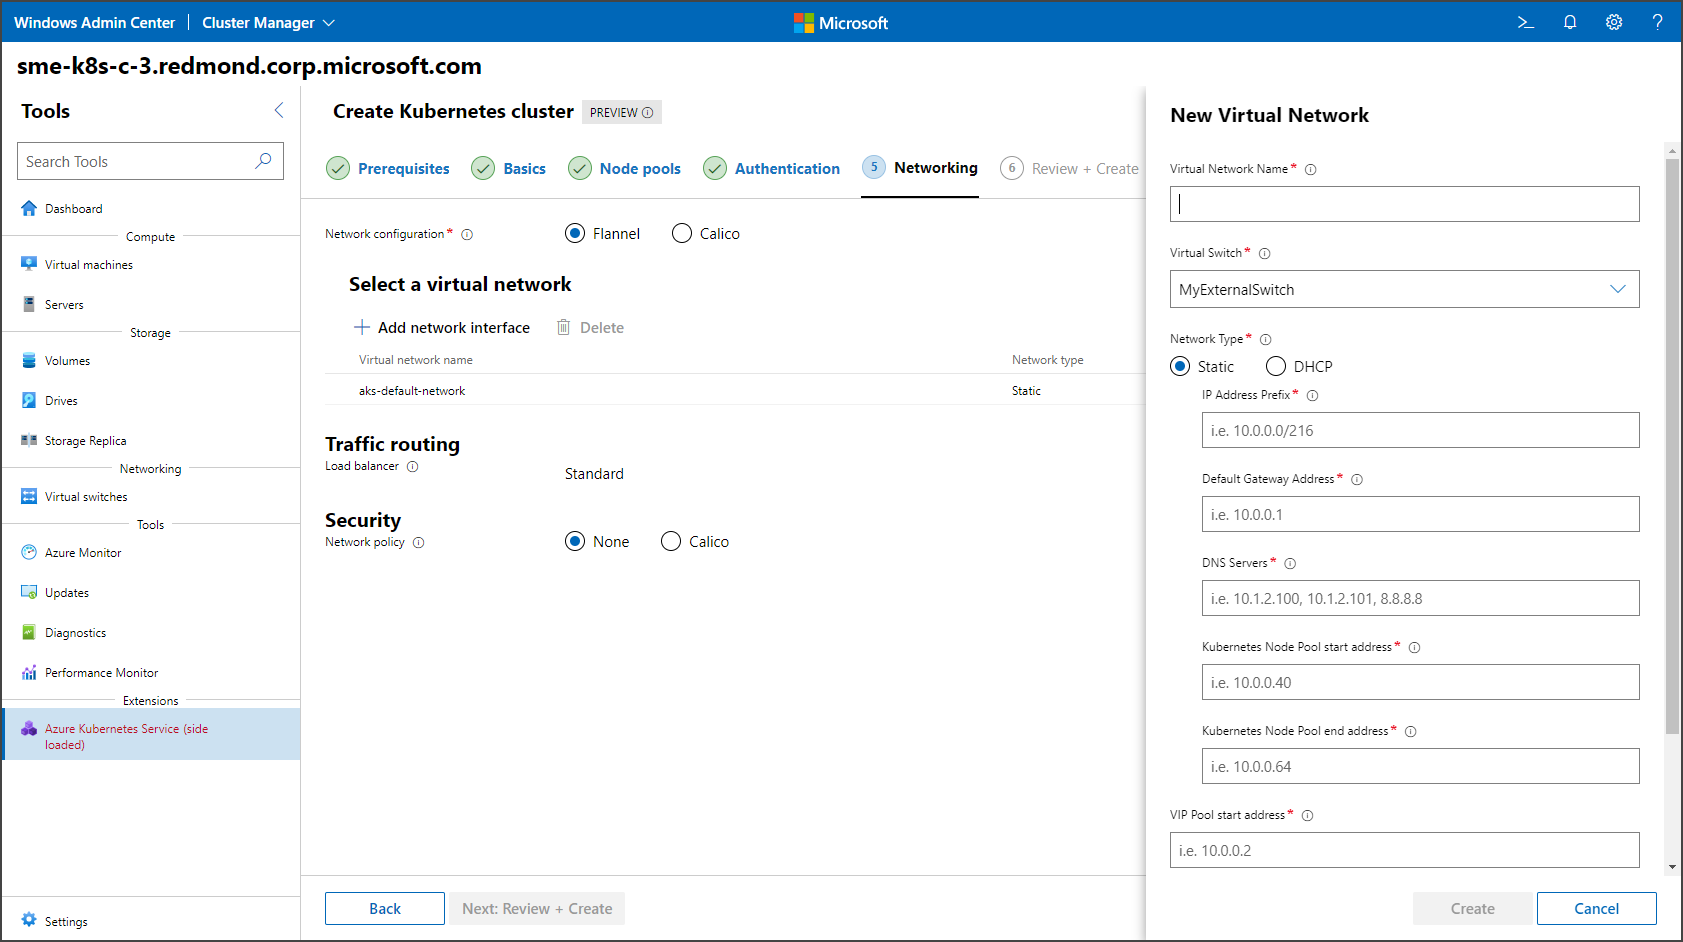 Windows Admin Center | Cluster Manager
Microsoft
>_
?
sme-k8s-c-3.redmond.corp.microsoft.com
Tools
Search Tools
Dashboard
Compute
Virtual machines
Servers
Storage
Volumes
Drives
Storage Replica
Networking
Virtual switches
Tools
Azure Monitor
Updates
Diagnostics
Performance Monitor
Extensions
Azure Kubernetes Service (side
loaded)
Settings
Create Kubernetes cluster PREVIEW
Prerequisites Basics Node pools Authentication 5 Networking 6 Review + Create
Network configuration* Flannel Calico
Select a virtual network
Add network interface Delete
Virtual network name Network type
aks-default-network Static
Traffic routing
Load balancer Standard
Security
Network policy None Calico
Back Next: Review + Create
New Virtual Network
Virtual Network Name*
Virtual Switch*
MyExternalSwitch
Network Type*
Static DHCP
IP Address Prefix*
i.e. 10.0.0.0/216
Default Gateway Address*
i.e. 10.0.0.1
DNS Servers*
i.e. 10.1.2.100, 10.1.2.101, 8.8.8.8
Kubernetes Node Pool start address*
i.e. 10.0.0.40
Kubernetes Node Pool end address*
i.e. 10.0.0.64
VIP Pool start address*
i.e. 10.0.0.2
Create Cancel